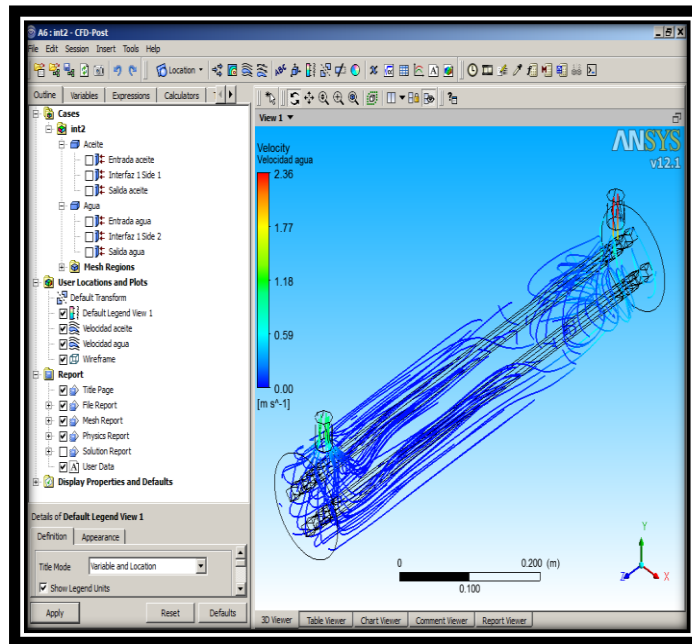 A6 : int2 - CFD-Post
File Edit Session Insert Tools Help
Location
Outline Variables Expressions Calculators
Cases
int2
Aceite
Entrada aceite
Interfaz 1 Side 1
Salida aceite
Agua
Entrada agua
Interfaz 1 Side 2
Salida agua
Mesh Regions
User Locations and Plots
Default Transform
Default Legend View 1
Velocidad aceite
Velocidad agua
Wireframe
Report
Title Page
File Report
Mesh Report
Physics Report
Solution Report
User Data
Display Properties and Defaults
Details of Default Legend View 1
Definition Appearance
Title Mode Variable and Location
Show Legend Units
Apply Reset Defaults
View 1
ANSYS
v12.1
Velocity
Velocidad agua
2.36
1.77
1.18
0.59
0.00
[m s^-1]
0 0.200 (m)
0.100
Y
Z X
3D Viewer Table Viewer Chart Viewer Comment Viewer Report Viewer